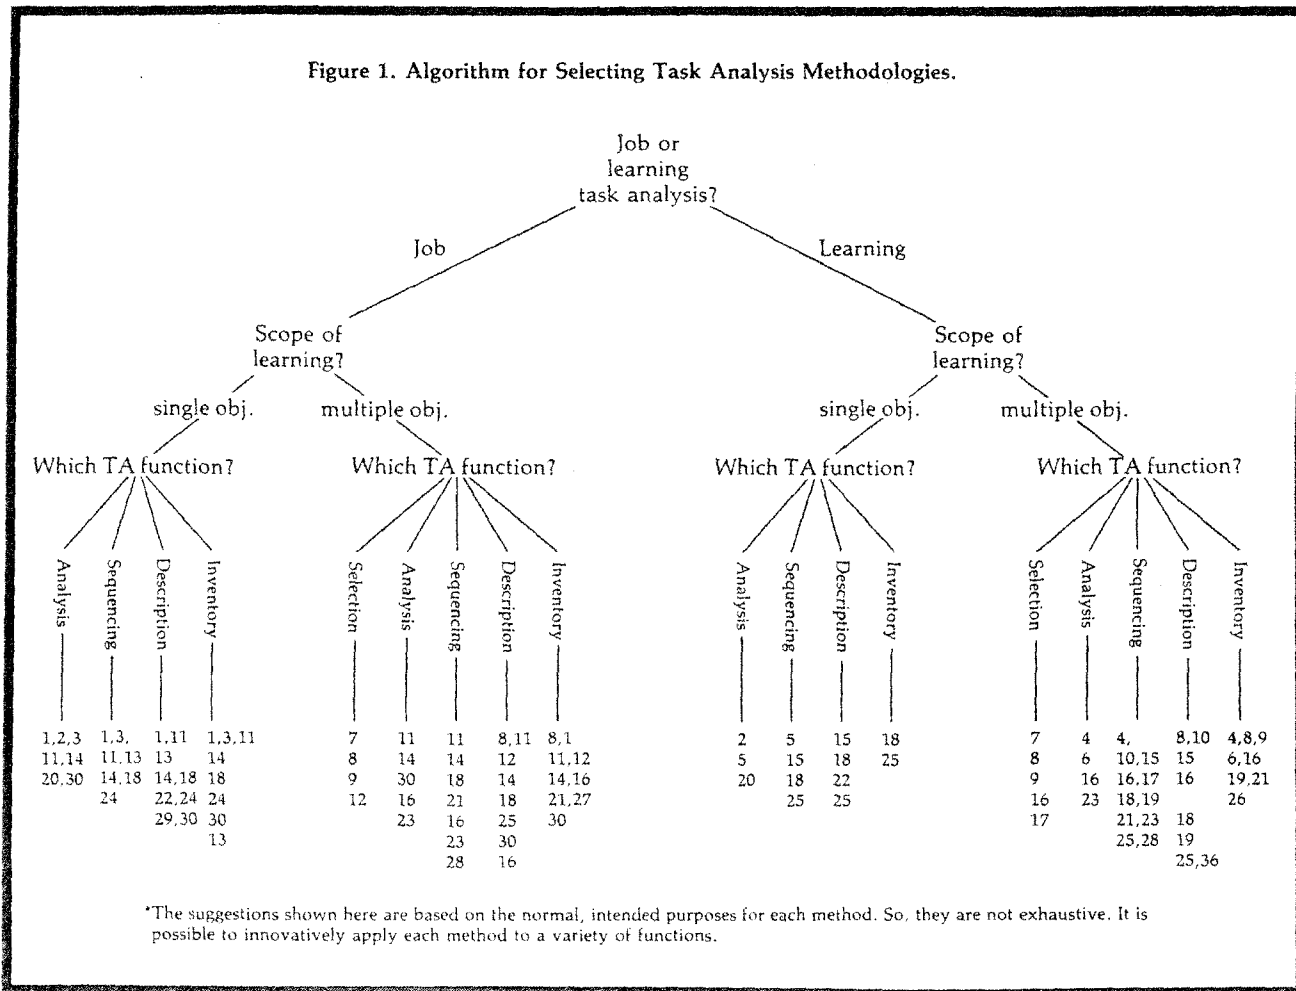 Figure 1. Algorithm for Selecting Task Analysis Methodologies.
Job or
learning
task analysis?
Job
Learning
Scope of
learning?
Scope of
learning?
single obj.
multiple obj.
single obj.
multiple obj.
Which TA function?
Which TA function?
Which TA function?
Which TA function?
Analysis
Sequencing
Description
Inventory
Selection
Analysis
Sequencing
Description
Inventory
Analysis
Sequencing
Description
Inventory
Selection
Analysis
Sequencing
Description
Inventory
1,2,3
11,14
20,30
1,3,
11,13
14,18
24
1,11
13
14,18
22,24
29,30
1,3,11
14
18
24
30
13
7
8
9
12
11
14
30
16
23
11
14
18
21
16
23
28
8,11
12
14
18
25
30
16
8,1
11,12
14,16
21,27
30
2
5
20
5
15
18
25
15
18
22
25
18
25
7
8
9
16
17
4
6
16
23
4,
10,15
16,17
18,19
21,23
25,28
8,10
15
16
18
19
25,36
4,8,9
6,16
19,21
26
*The suggestions shown here are based on the normal, intended purposes for each method. So, they are not exhaustive. It is
possible to innovatively apply each method to a variety of functions.